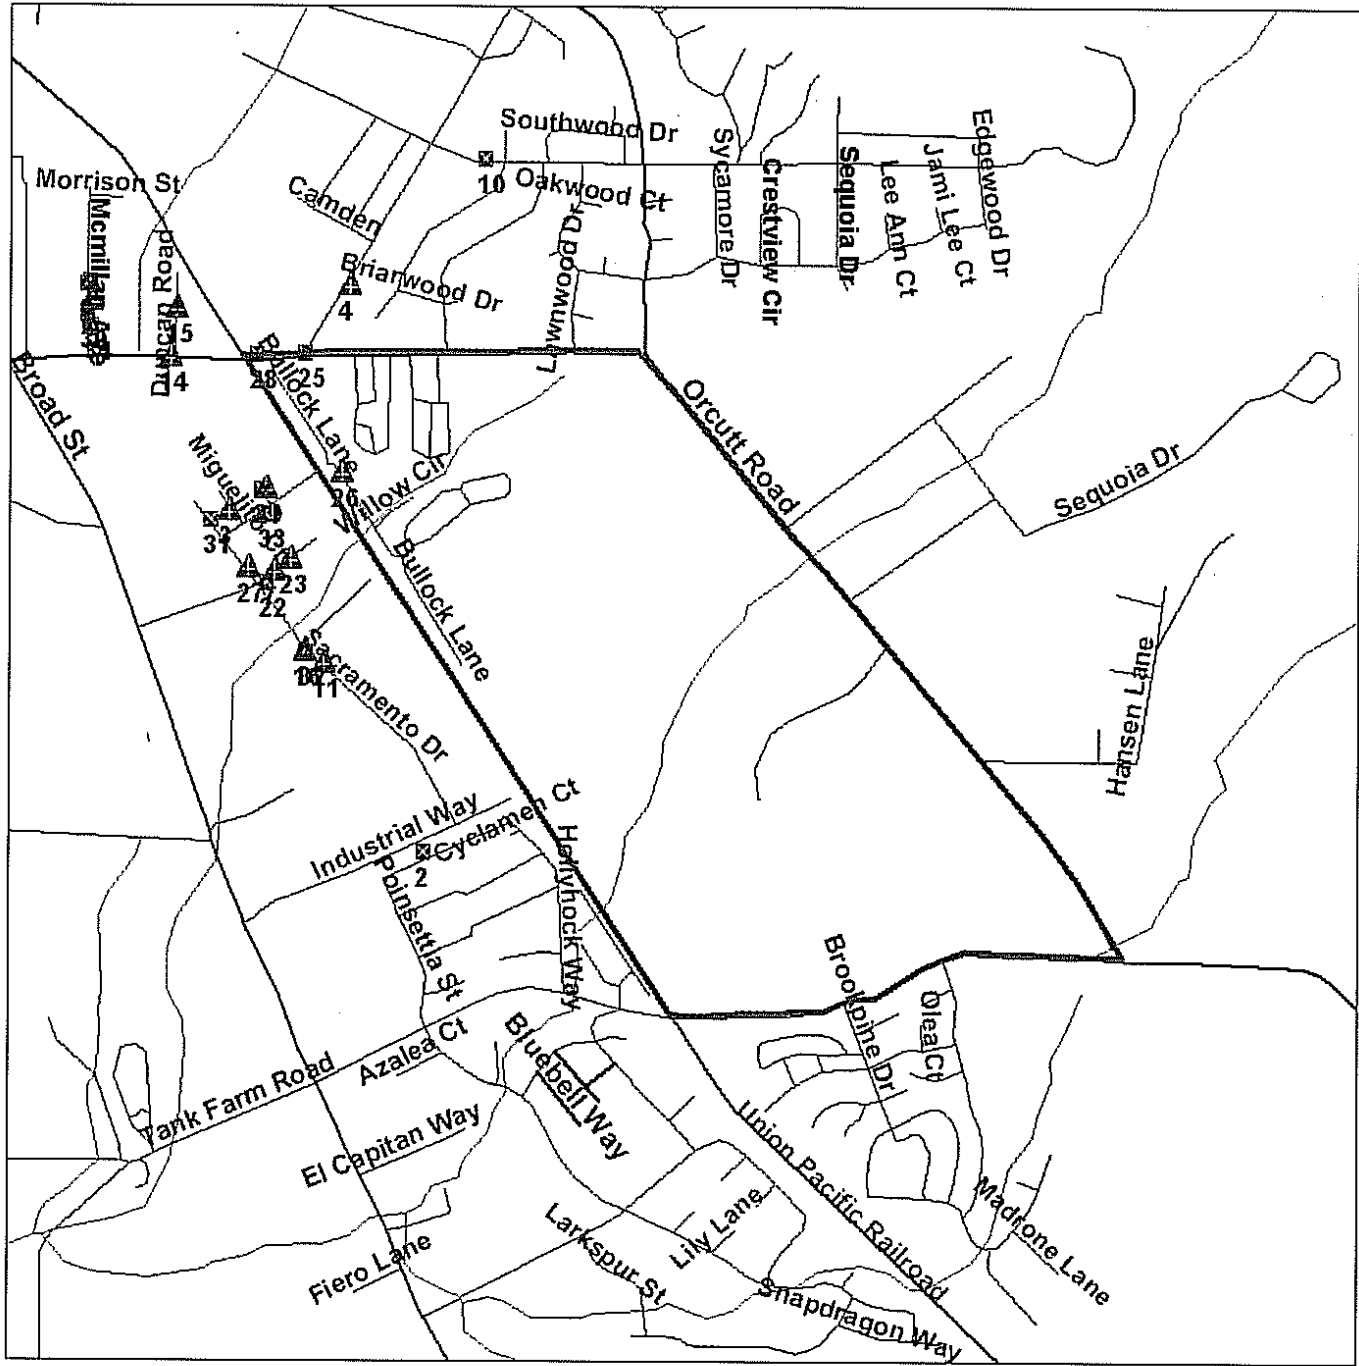 Southwood Dr
Edgewood Dr
Sycamore Dr
Sequoia Dr
Jami Lee Ct
10
Oakwood Ct
Crestview Cir
Lee Ann Ct
Morrison St
Camden
Duncan Road
Lawnwood Dr
Briarwood Dr
4
15
14
Bullock Lane
28
25
Broad St
Orcutt Road
Miguelito Ct
Willow Cir
26
Sequoia Dr
33
31
Bullock Lane
27
23
22
Sacramento Dr
11
Hansen Lane
Industrial Way
Cyclamen Ct
2
Hollyhock Way
Poinsettia St
Brookpine Dr
Olea Ct
Azalea Ct
Bluebell Way
Tank Farm Road
El Capitan Way
Union Pacific Railroad
Madrone Lane
Lily Lane
Larkspur St
Fiero Lane
Snapdragon Way